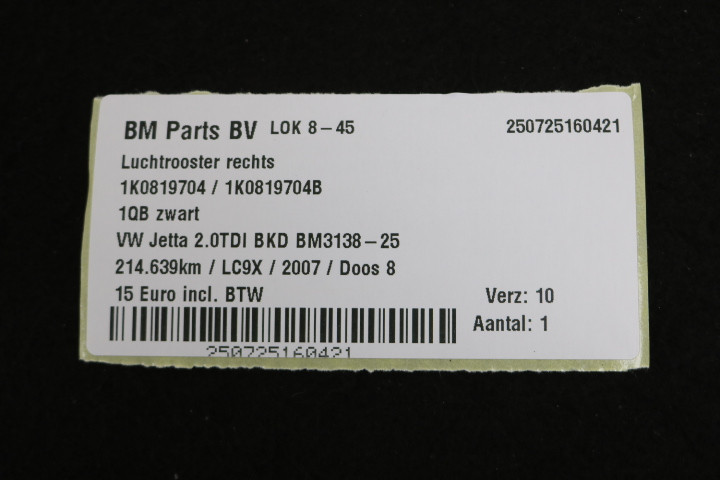 BM Parts BV LOK 8-45 250725160421
Luchtrooster rechts
1K0819704 / 1K0819704B
1QB zwart
VW Jetta 2.0TDI BKD BM3138-25
214.639km / LC9X / 2007 / Doos 8
15 Euro incl. BTW Verz: 10
Aantal: 1
250725160421